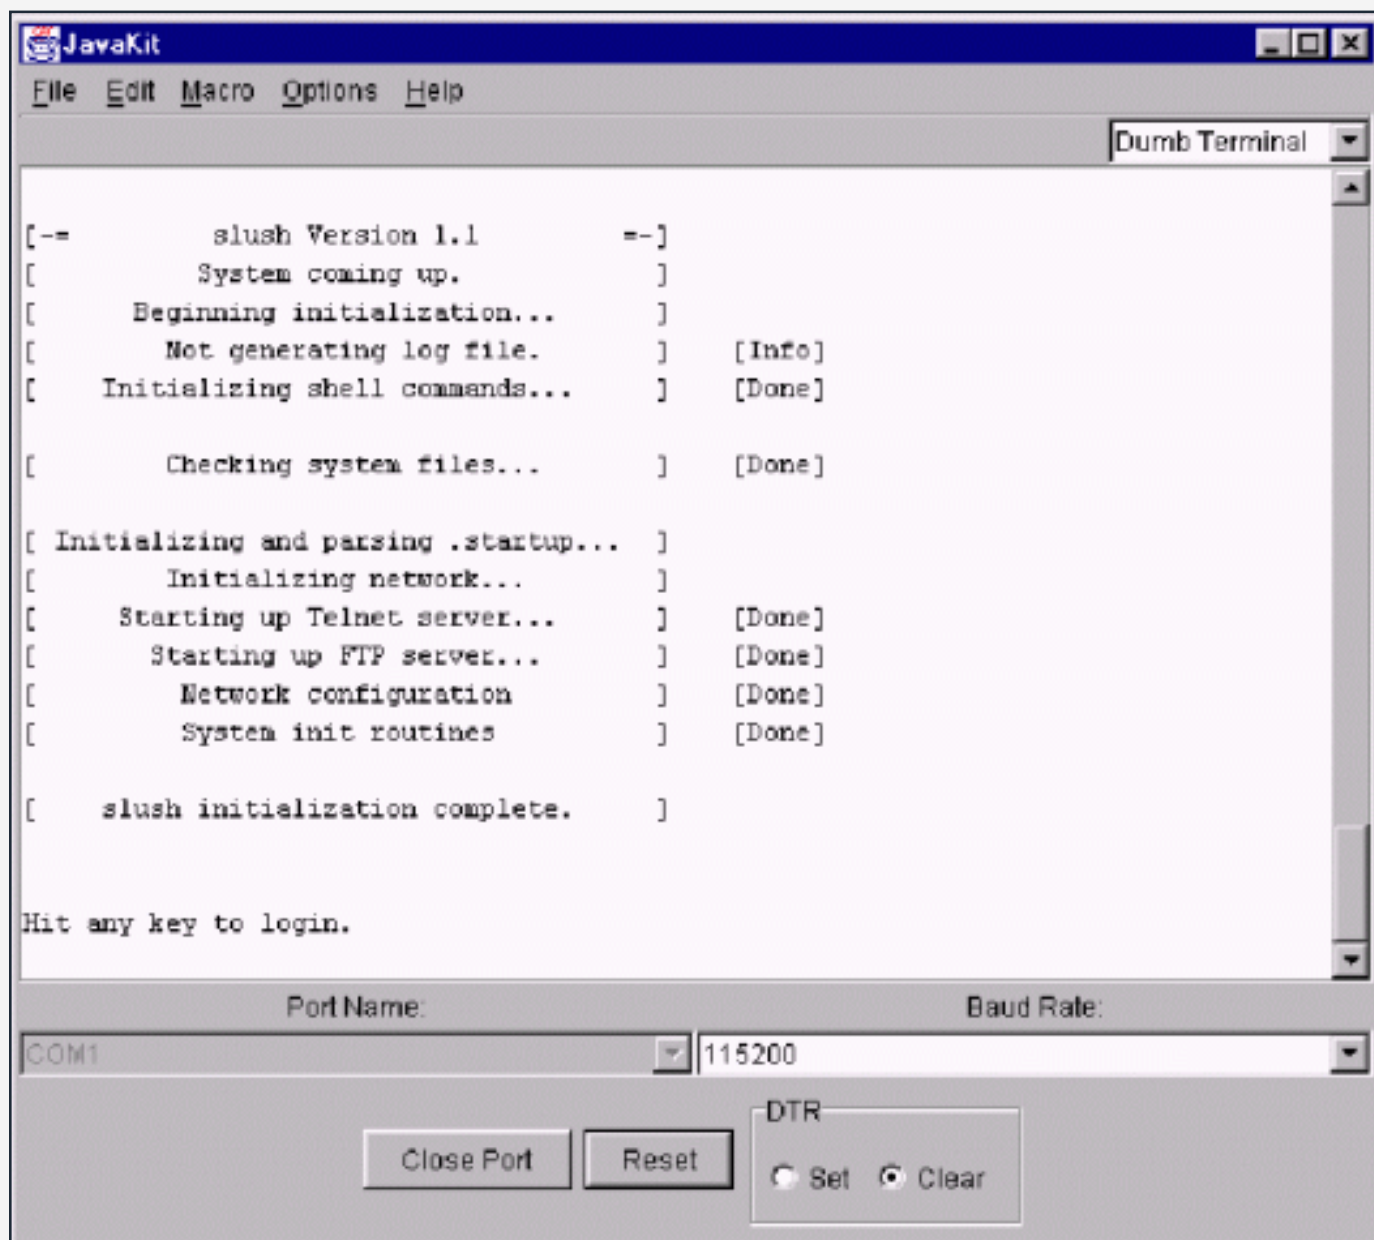 JavaKit
File Edit Macro Options Help
Dumb Terminal
[-=         slush Version 1.1         =-]
[          System coming up.            ]
[      Beginning initialization...      ]
[        Not generating log file.       ]    [Info]
[    Initializing shell commands...     ]    [Done]
[        Checking system files...       ]    [Done]
[ Initializing and parsing .startup...  ]
[        Initializing network...        ]
[     Starting up Telnet server...      ]    [Done]
[       Starting up FTP server...       ]    [Done]
[         Network configuration         ]    [Done]
[         System init routines          ]    [Done]
[    slush initialization complete.     ]
Hit any key to login.
Port Name: Baud Rate:
COM1 115200
DTR
Close Port Reset Set Clear